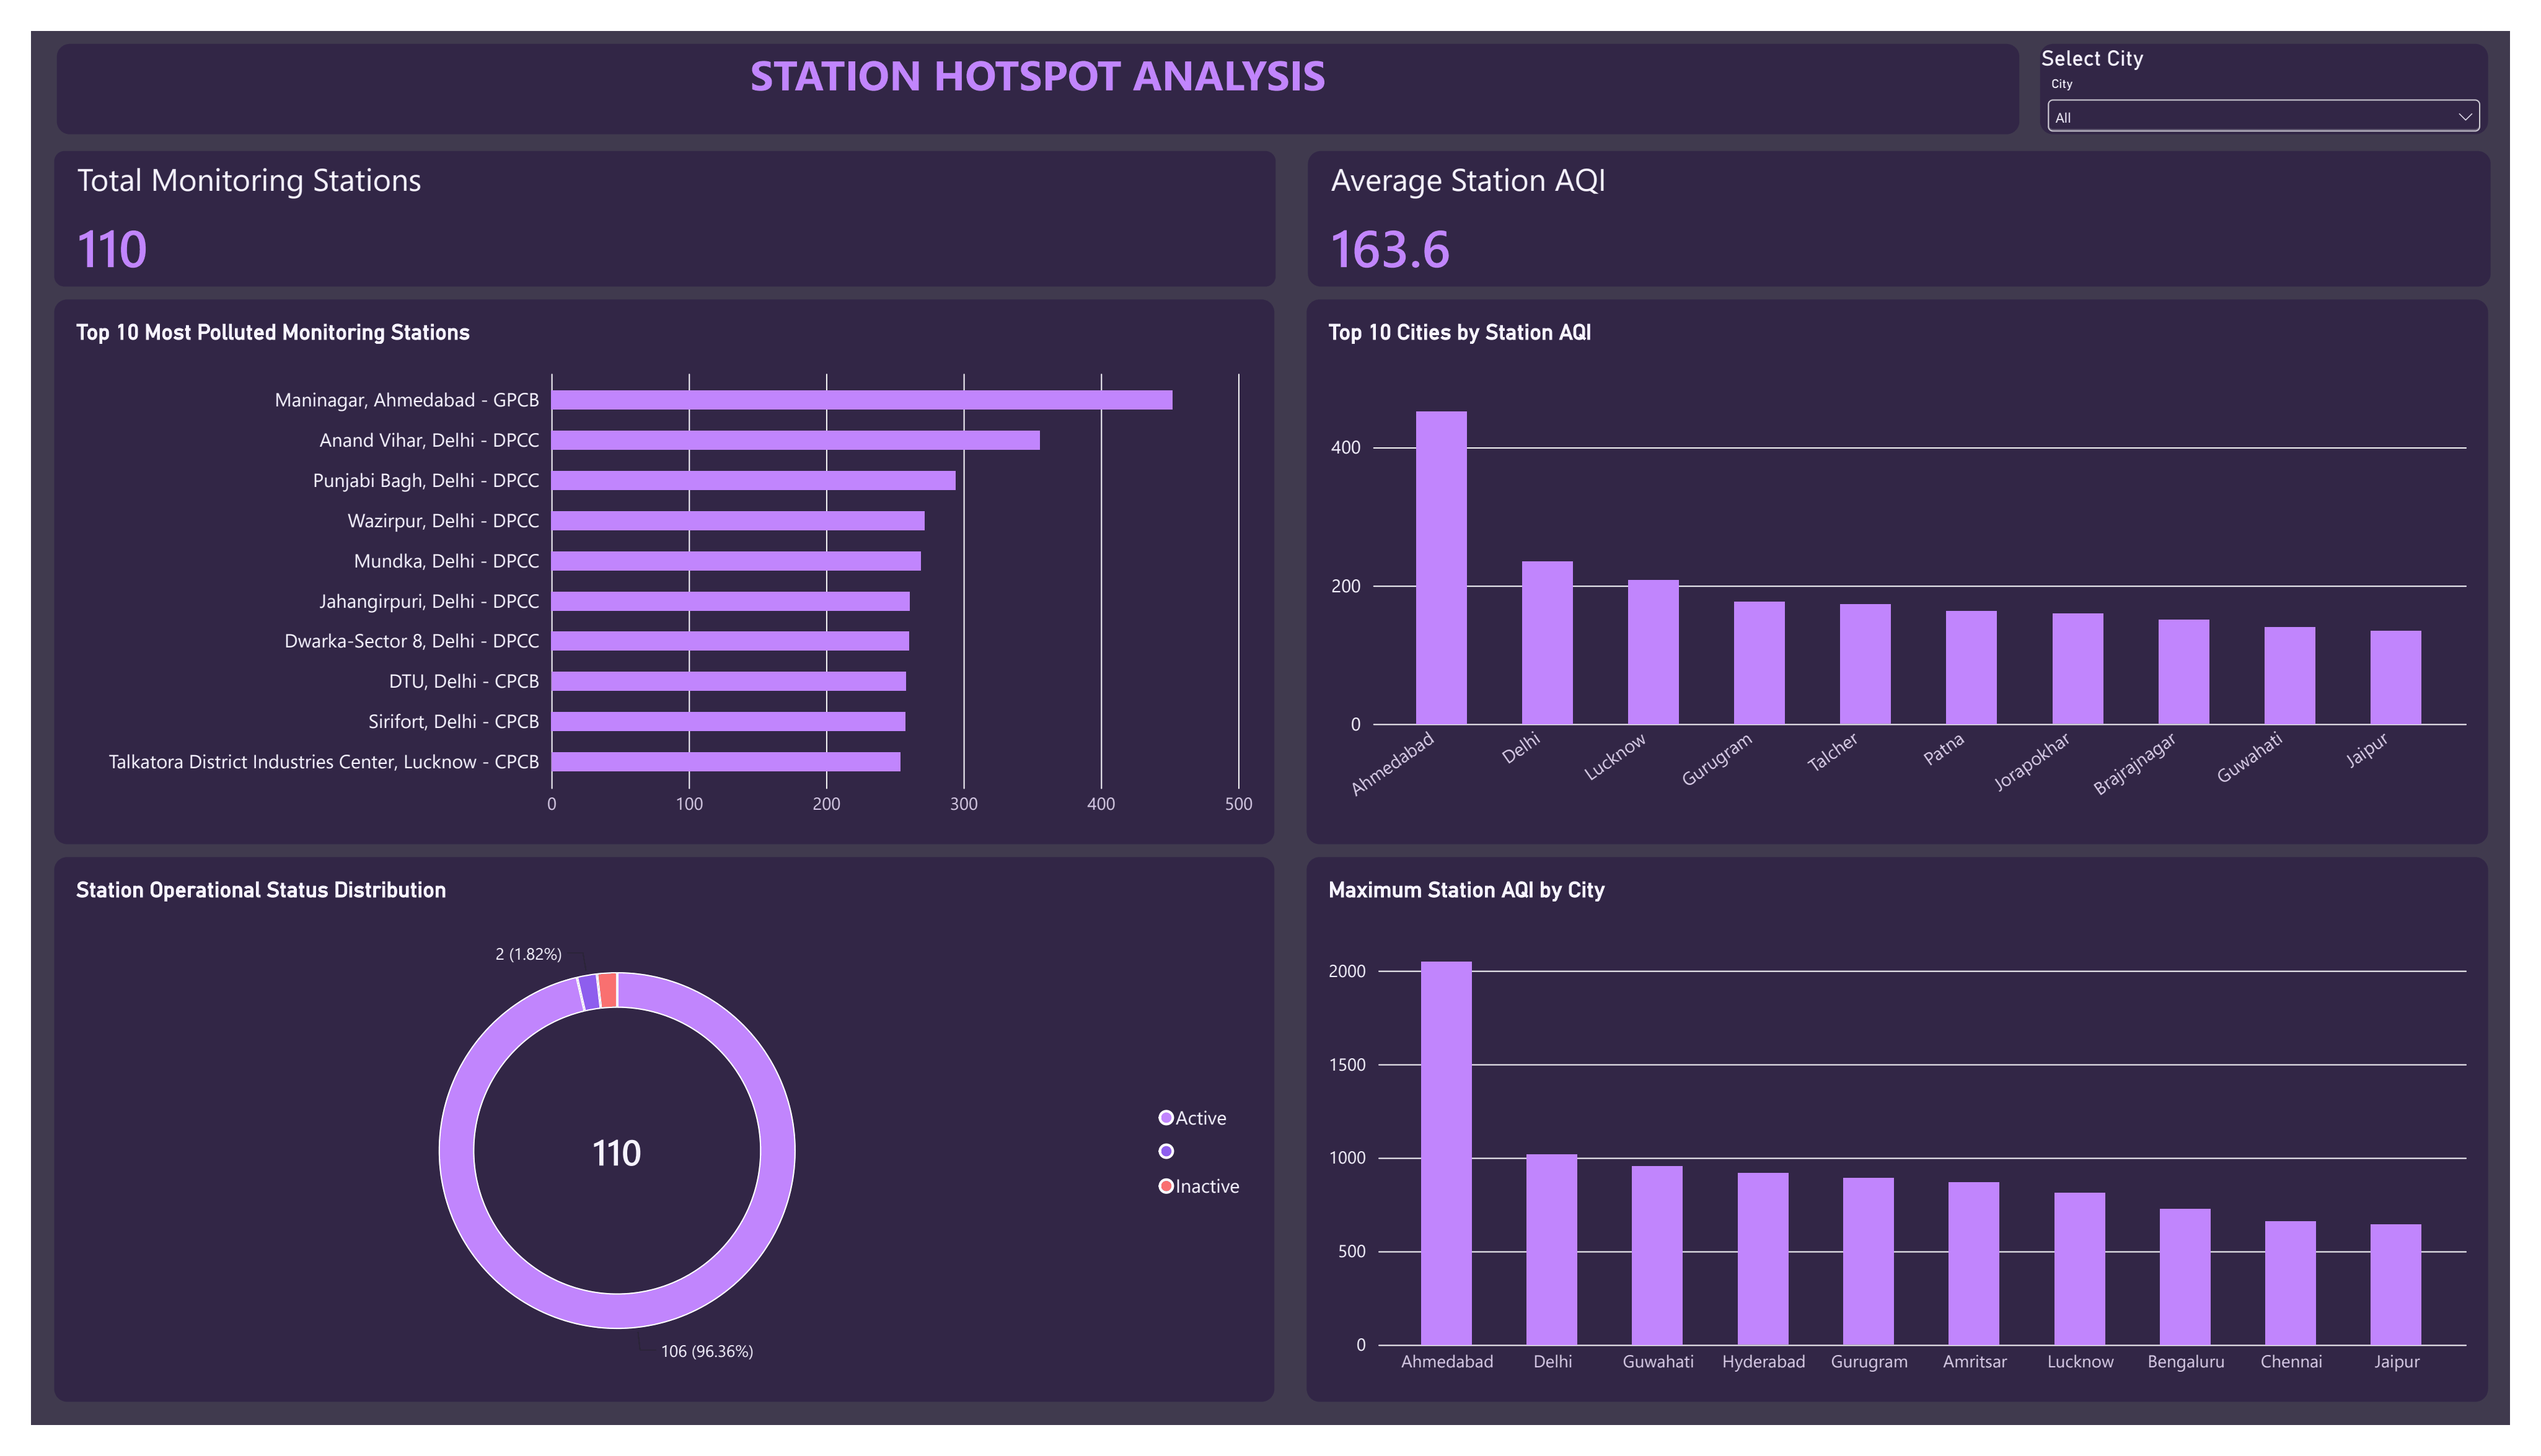 STATION HOTSPOT ANALYSIS
Select City
City
All
Total Monitoring Stations
110
Average Station AQI
163.6
Top 10 Most Polluted Monitoring Stations
Maninagar, Ahmedabad - GPCB
Anand Vihar, Delhi - DPCC
Punjabi Bagh, Delhi - DPCC
Wazirpur, Delhi - DPCC
Mundka, Delhi - DPCC
Jahangirpuri, Delhi - DPCC
Dwarka-Sector 8, Delhi - DPCC
DTU, Delhi - CPCB
Sirifort, Delhi - CPCB
Talkatora District Industries Center, Lucknow - CPCB
0 100 200 300 400 500
Top 10 Cities by Station AQI
400
200
0
Ahmedabad Delhi Lucknow Gurugram Talcher Patna Jorapokhar Brajrajnagar Guwahati Jaipur
Station Operational Status Distribution
2 (1.82%)
110
106 (96.36%)
Active
Inactive
Maximum Station AQI by City
2000
1500
1000
500
0
Ahmedabad Delhi Guwahati Hyderabad Gurugram Amritsar Lucknow Bengaluru Chennai Jaipur